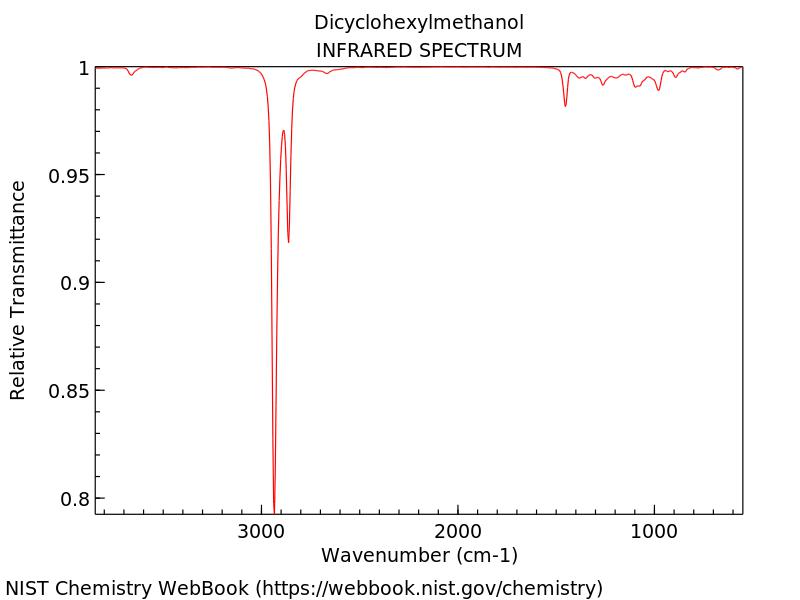 Dicyclohexylmethanol
INFRARED SPECTRUM
1
0.95
0.9
0.85
0.8
Relative Transmittance
3000
2000
1000
Wavenumber (cm-1)
NIST Chemistry WebBook (https://webbook.nist.gov/chemistry)